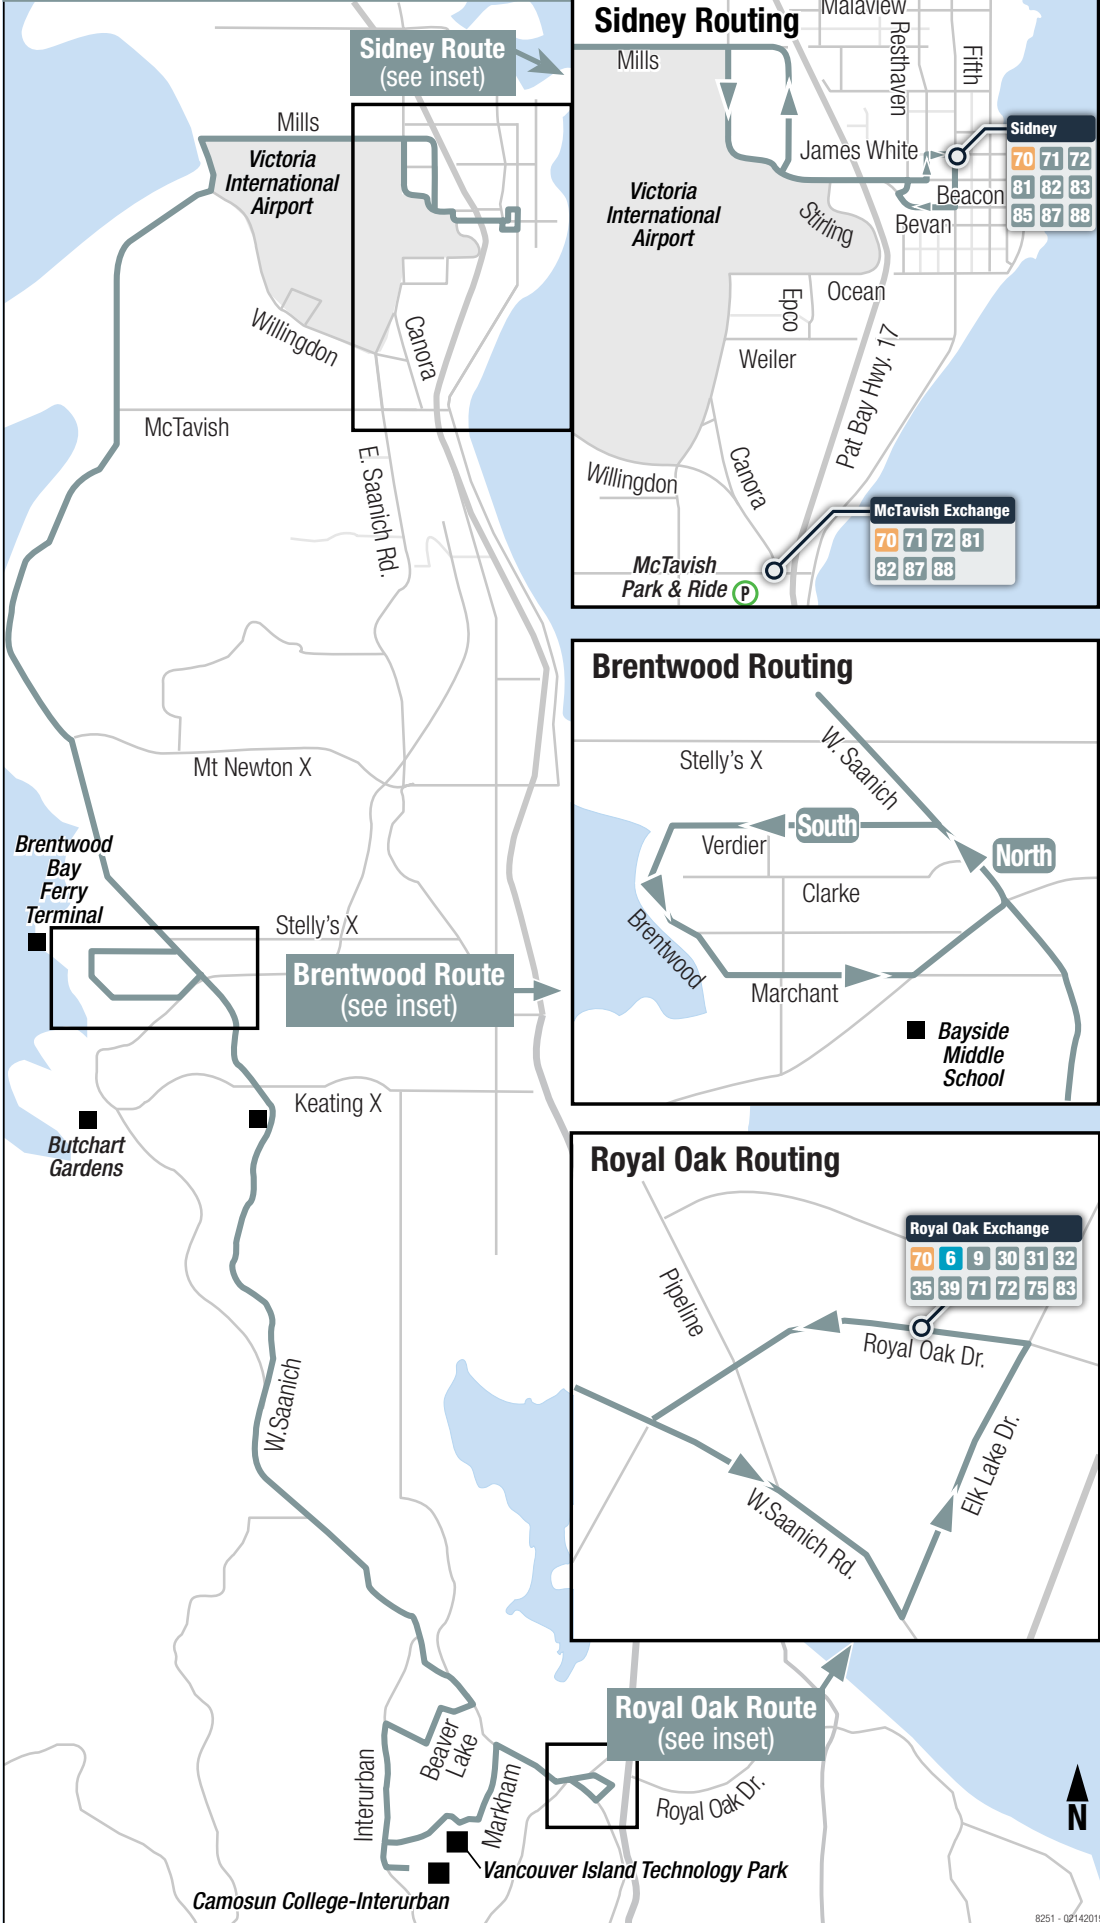 Sidney Route
(see inset)
Mills
Victoria
International
Airport
Willingdon
Canora
McTavish
E. Saanich Rd.
Mt Newton X
Brentwood
Bay
Ferry
Terminal
Stelly's X
Brentwood Route
(see inset)
Keating X
Butchart
Gardens
W.Saanich
Beaver
Lake
Interurban
Markham
Royal Oak Route
(see inset)
Royal Oak Dr.
Vancouver Island Technology Park
Camosun College-Interurban
N
8251 - 02142019
Sidney Routing
Malaview
Resthaven
Fifth
Mills
James White
Sidney
70 71 72
81 82 83
85 87 88
Beacon
Bevan
Stirling
Victoria
International
Airport
Ocean
Epco
Weiler
Pat Bay Hwy. 17
Willingdon
Canora
McTavish Exchange
70 71 72 81
82 87 88
McTavish
Park & Ride P
Brentwood Routing
Stelly's X
W. Saanich
South
Verdier
North
Clarke
Brentwood
Marchant
Bayside
Middle
School
Royal Oak Routing
Royal Oak Exchange
70 6 9 30 31 32
35 39 71 72 75 83
Pipeline
Royal Oak Dr.
Elk Lake Dr.
W.Saanich Rd.